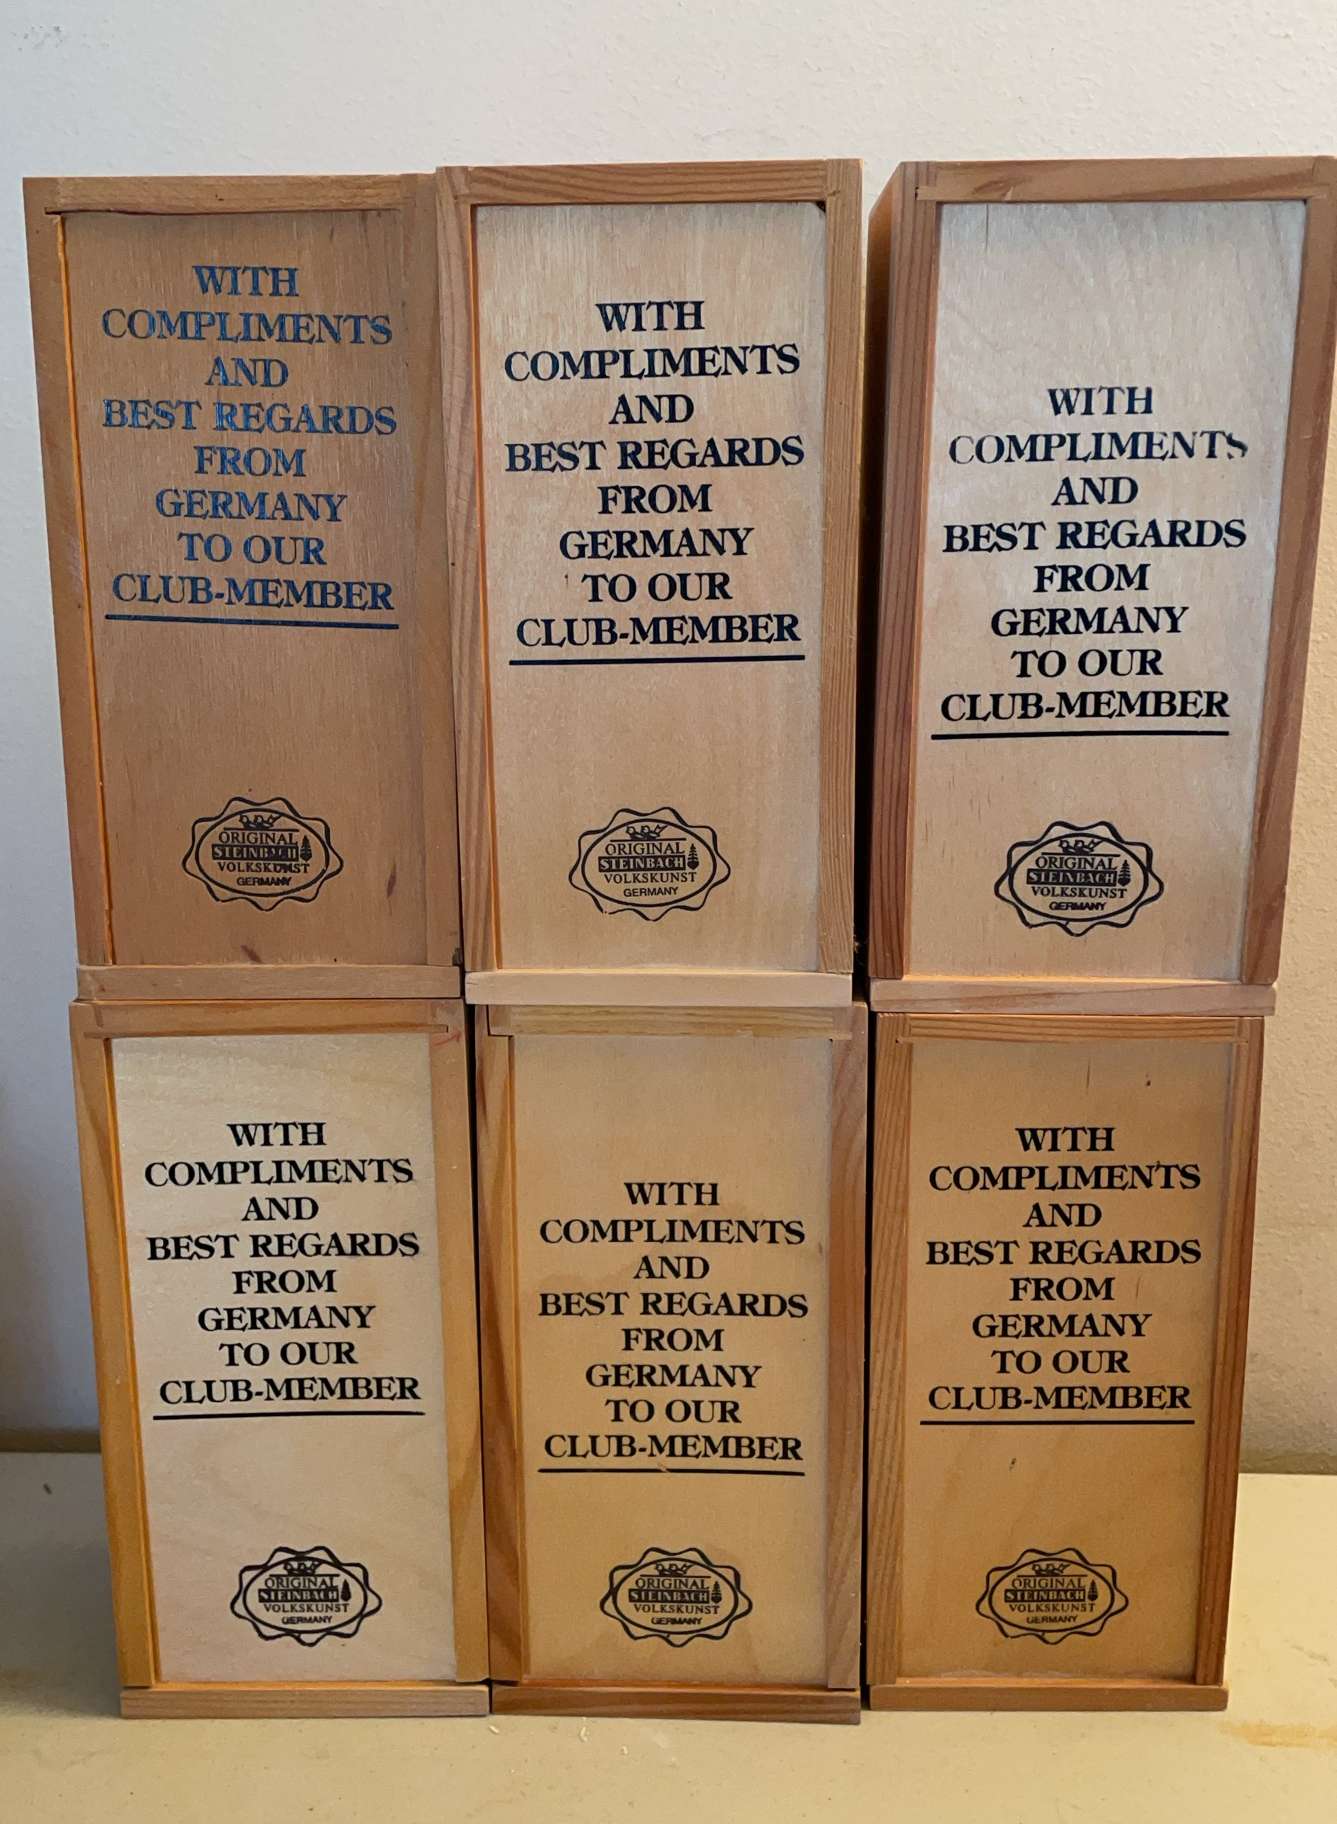 WITH
COMPLIMENTS
AND
BEST REGARDS
FROM
GERMANY
TO OUR
CLUB-MEMBER
ORIGINAL
STEINBACH
VOLKSKUNST
GERMANY
WITH
COMPLIMENTS
AND
BEST REGARDS
FROM
GERMANY
TO OUR
CLUB-MEMBER
ORIGINAL
STEINBACH
VOLKSKUNST
GERMANY
WITH
COMPLIMENTS
AND
BEST REGARDS
FROM
GERMANY
TO OUR
CLUB-MEMBER
ORIGINAL
STEINBACH
VOLKSKUNST
GERMANY
WITH
COMPLIMENTS
AND
BEST REGARDS
FROM
GERMANY
TO OUR
CLUB-MEMBER
ORIGINAL
STEINBACH
VOLKSKUNST
GERMANY
WITH
COMPLIMENTS
AND
BEST REGARDS
FROM
GERMANY
TO OUR
CLUB-MEMBER
ORIGINAL
STEINBACH
VOLKSKUNST
GERMANY
WITH
COMPLIMENTS
AND
BEST REGARDS
FROM
GERMANY
TO OUR
CLUB-MEMBER
ORIGINAL
STEINBACH
VOLKSKUNST
GERMANY